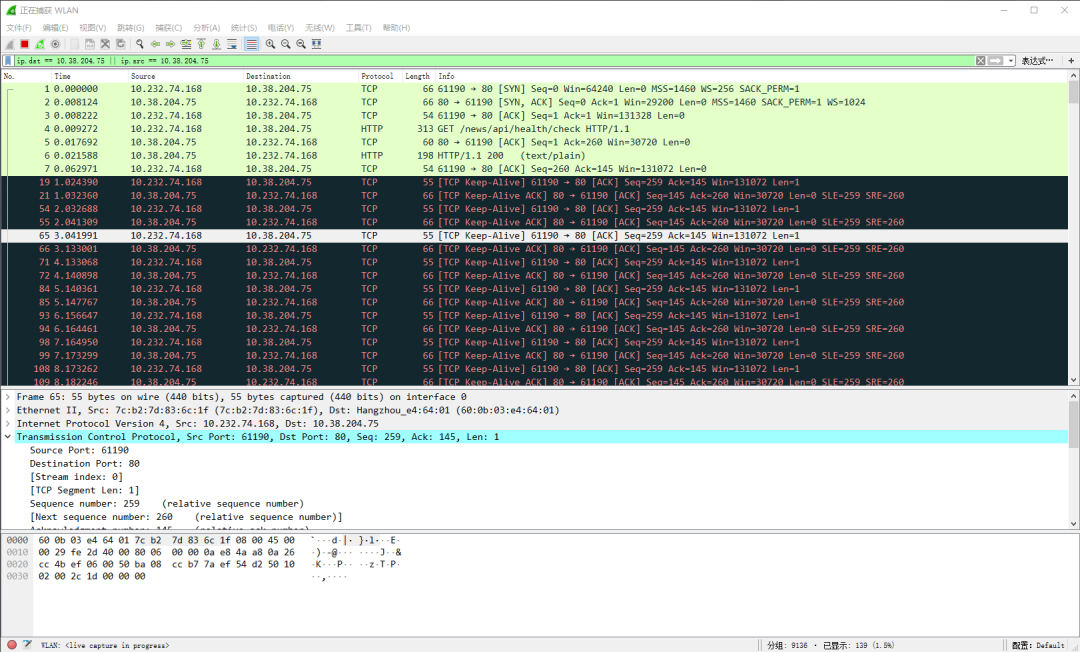 正在捕获 WLAN
文件(F) 编辑(E) 视图(V) 跳转(G) 捕获(C) 分析(A) 统计(S) 电话(Y) 无线(W) 工具(T) 帮助(H)
ip.dst == 10.38.204.75 || ip.src == 10.38.204.75 表达式… +
No. Time Source Destination Protocol Length Info
1 0.000000 10.232.74.168 10.38.204.75 TCP 66 61190 → 80 [SYN] Seq=0 Win=64240 Len=0 MSS=1460 WS=256 SACK_PERM=1
2 0.008124 10.38.204.75 10.232.74.168 TCP 66 80 → 61190 [SYN, ACK] Seq=0 Ack=1 Win=29200 Len=0 MSS=1460 SACK_PERM=1 WS=1024
3 0.008222 10.232.74.168 10.38.204.75 TCP 54 61190 → 80 [ACK] Seq=1 Ack=1 Win=131328 Len=0
4 0.009272 10.232.74.168 10.38.204.75 HTTP 313 GET /news/api/health/check HTTP/1.1
5 0.017692 10.38.204.75 10.232.74.168 TCP 60 80 → 61190 [ACK] Seq=1 Ack=260 Win=30720 Len=0
6 0.021588 10.38.204.75 10.232.74.168 HTTP 198 HTTP/1.1 200 (text/plain)
7 0.062971 10.232.74.168 10.38.204.75 TCP 54 61190 → 80 [ACK] Seq=260 Ack=145 Win=131072 Len=0
19 1.024390 10.232.74.168 10.38.204.75 TCP 55 [TCP Keep-Alive] 61190 → 80 [ACK] Seq=259 Ack=145 Win=131072 Len=1
21 1.032360 10.38.204.75 10.232.74.168 TCP 66 [TCP Keep-Alive ACK] 80 → 61190 [ACK] Seq=145 Ack=260 Win=30720 Len=0 SLE=259 SRE=260
54 2.032688 10.232.74.168 10.38.204.75 TCP 55 [TCP Keep-Alive] 61190 → 80 [ACK] Seq=259 Ack=145 Win=131072 Len=1
55 2.041309 10.38.204.75 10.232.74.168 TCP 66 [TCP Keep-Alive ACK] 80 → 61190 [ACK] Seq=145 Ack=260 Win=30720 Len=0 SLE=259 SRE=260
65 3.041991 10.232.74.168 10.38.204.75 TCP 55 [TCP Keep-Alive] 61190 → 80 [ACK] Seq=259 Ack=145 Win=131072 Len=1
66 3.133001 10.38.204.75 10.232.74.168 TCP 66 [TCP Keep-Alive ACK] 80 → 61190 [ACK] Seq=145 Ack=260 Win=30720 Len=0 SLE=259 SRE=260
71 4.133068 10.232.74.168 10.38.204.75 TCP 55 [TCP Keep-Alive] 61190 → 80 [ACK] Seq=259 Ack=145 Win=131072 Len=1
72 4.140898 10.38.204.75 10.232.74.168 TCP 66 [TCP Keep-Alive ACK] 80 → 61190 [ACK] Seq=145 Ack=260 Win=30720 Len=0 SLE=259 SRE=260
84 5.140361 10.232.74.168 10.38.204.75 TCP 55 [TCP Keep-Alive] 61190 → 80 [ACK] Seq=259 Ack=145 Win=131072 Len=1
85 5.147767 10.38.204.75 10.232.74.168 TCP 66 [TCP Keep-Alive ACK] 80 → 61190 [ACK] Seq=145 Ack=260 Win=30720 Len=0 SLE=259 SRE=260
93 6.156647 10.232.74.168 10.38.204.75 TCP 55 [TCP Keep-Alive] 61190 → 80 [ACK] Seq=259 Ack=145 Win=131072 Len=1
94 6.164461 10.38.204.75 10.232.74.168 TCP 66 [TCP Keep-Alive ACK] 80 → 61190 [ACK] Seq=145 Ack=260 Win=30720 Len=0 SLE=259 SRE=260
98 7.164950 10.232.74.168 10.38.204.75 TCP 55 [TCP Keep-Alive] 61190 → 80 [ACK] Seq=259 Ack=145 Win=131072 Len=1
99 7.173299 10.38.204.75 10.232.74.168 TCP 66 [TCP Keep-Alive ACK] 80 → 61190 [ACK] Seq=145 Ack=260 Win=30720 Len=0 SLE=259 SRE=260
108 8.173262 10.232.74.168 10.38.204.75 TCP 55 [TCP Keep-Alive] 61190 → 80 [ACK] Seq=259 Ack=145 Win=131072 Len=1
109 8.182246 10.38.204.75 10.232.74.168 TCP 66 [TCP Keep-Alive ACK] 80 → 61190 [ACK] Seq=145 Ack=260 Win=30720 Len=0 SLE=259 SRE=260
Frame 65: 55 bytes on wire (440 bits), 55 bytes captured (440 bits) on interface 0
Ethernet II, Src: 7c:b2:7d:83:6c:1f (7c:b2:7d:83:6c:1f), Dst: Hangzhou_e4:64:01 (60:0b:03:e4:64:01)
Internet Protocol Version 4, Src: 10.232.74.168, Dst: 10.38.204.75
Transmission Control Protocol, Src Port: 61190, Dst Port: 80, Seq: 259, Ack: 145, Len: 1
Source Port: 61190
Destination Port: 80
[Stream index: 0]
[TCP Segment Len: 1]
Sequence number: 259 (relative sequence number)
[Next sequence number: 260 (relative sequence number)]
Acknowledgment number: 145 (relative ack number)
0000 60 0b 03 e4 64 01 7c b2 7d 83 6c 1f 08 00 45 00 `···d·|· }·l···E·
0010 00 29 fe 2d 40 00 80 06 00 00 0a e8 4a a8 0a 26 ·)·-@··· ····J··&
0020 cc 4b ef 06 00 50 ba 08 cc b7 7a ef 54 d2 50 10 ·K···P·· ··z·T·P·
0030 02 00 2c 1d 00 00 00 ··,····
WLAN: <live capture in progress> 分组: 9136 · 已显示: 139 (1.5%) 配置: Default